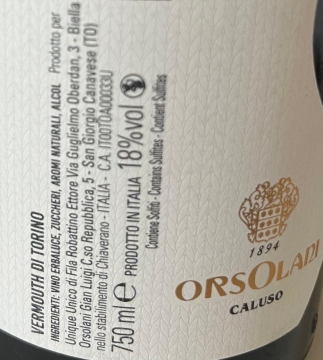 VERMOUTH DI TORINO
INGREDIENTI: VINO ERBALUCE, ZUCCHERI, AROMI NATURALI, ALCOL Prodotto per
Unique Unico di Fila Robattino Ettore Via Guglielmo Oberdan, 3 - Biella
Orsolani Gian Luigi C.so Repubblica, 5 - San Giorgio Canavese (TO)
nello stabilimento di Chiaverano - ITALIA - C.A. IT00TOA00033U
750 ml e PRODOTTO IN ITALIA 18%vol
Contiene Solfiti - Contains Sulfites - Contient Sulfites
1894
ORSOLANI
CALUSO